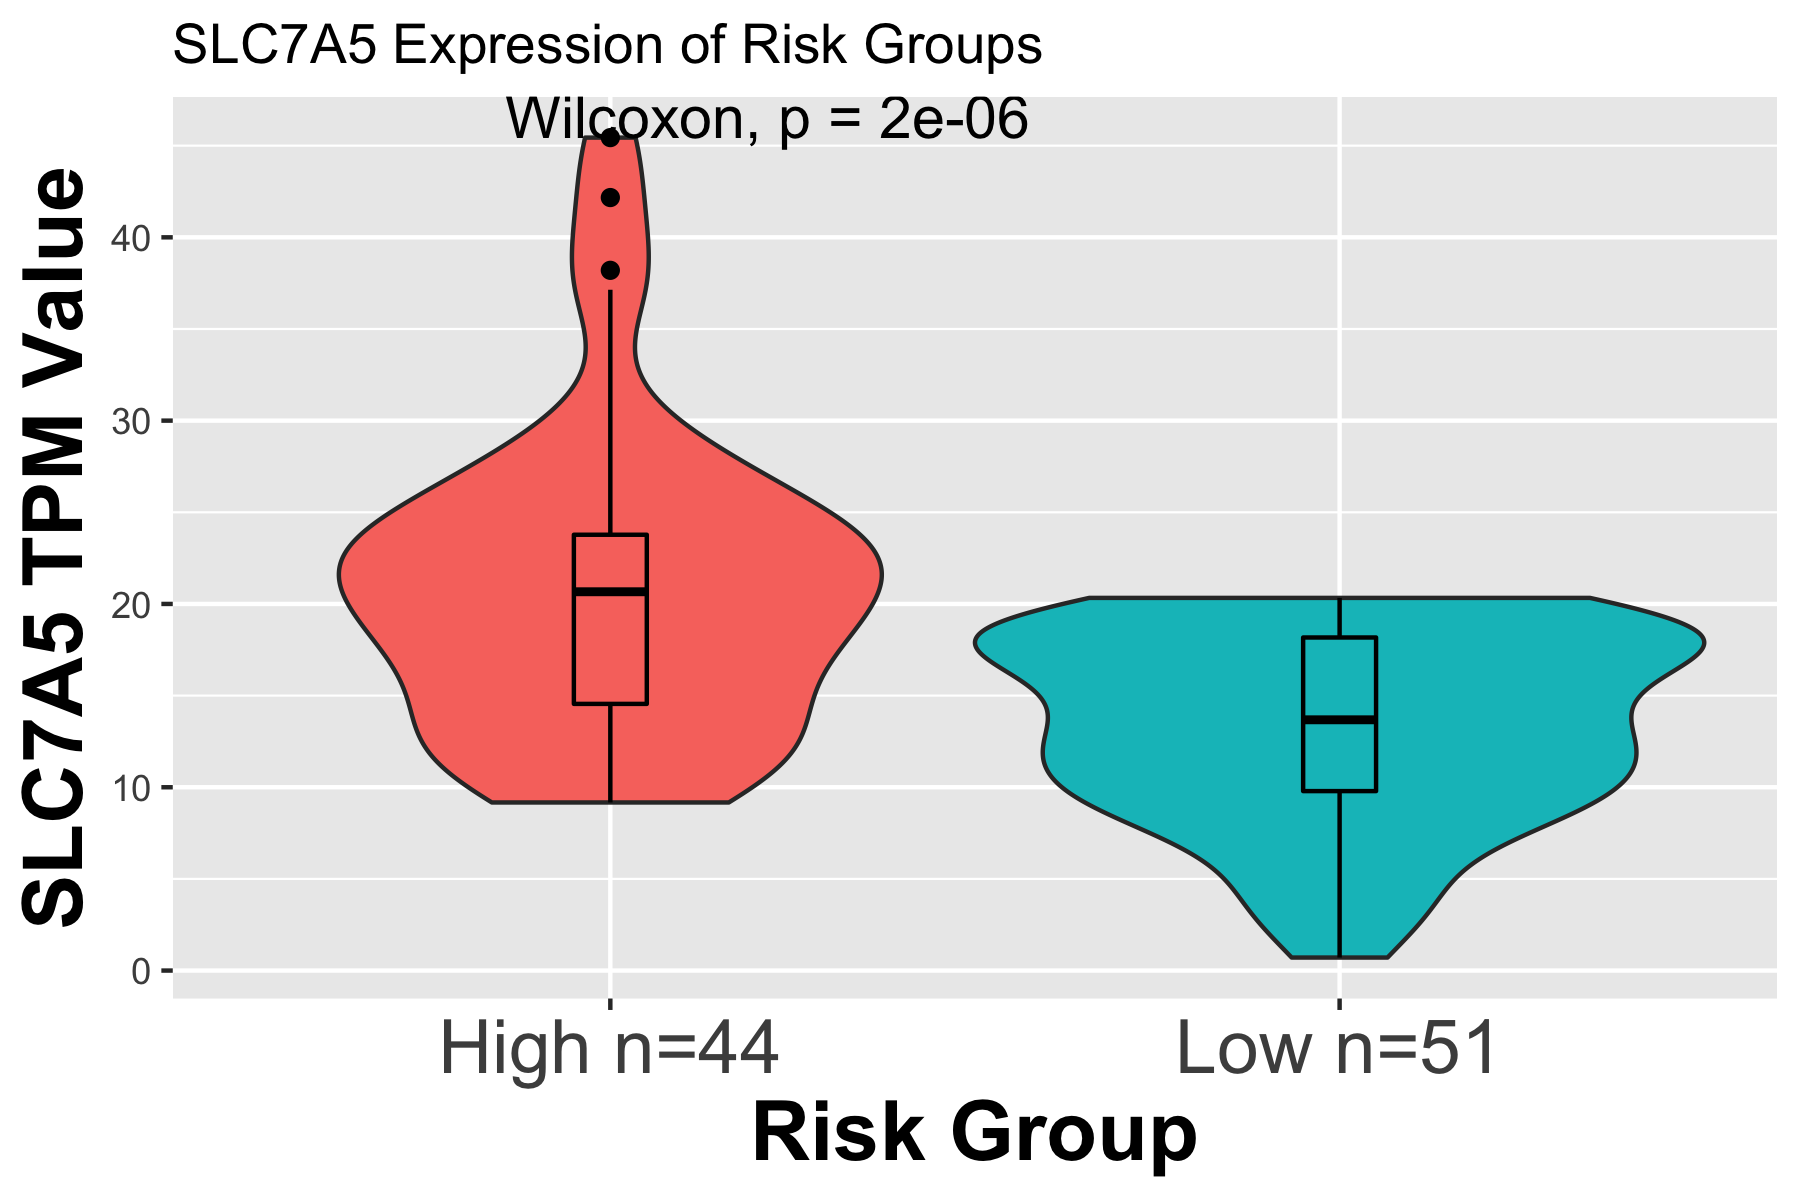 SLC7A5 Expression of Risk Groups
Wilcoxon, p = 2e-06
SLC7A5 TPM Value
40
30
20
10
0
High n=44
Low n=51
Risk Group